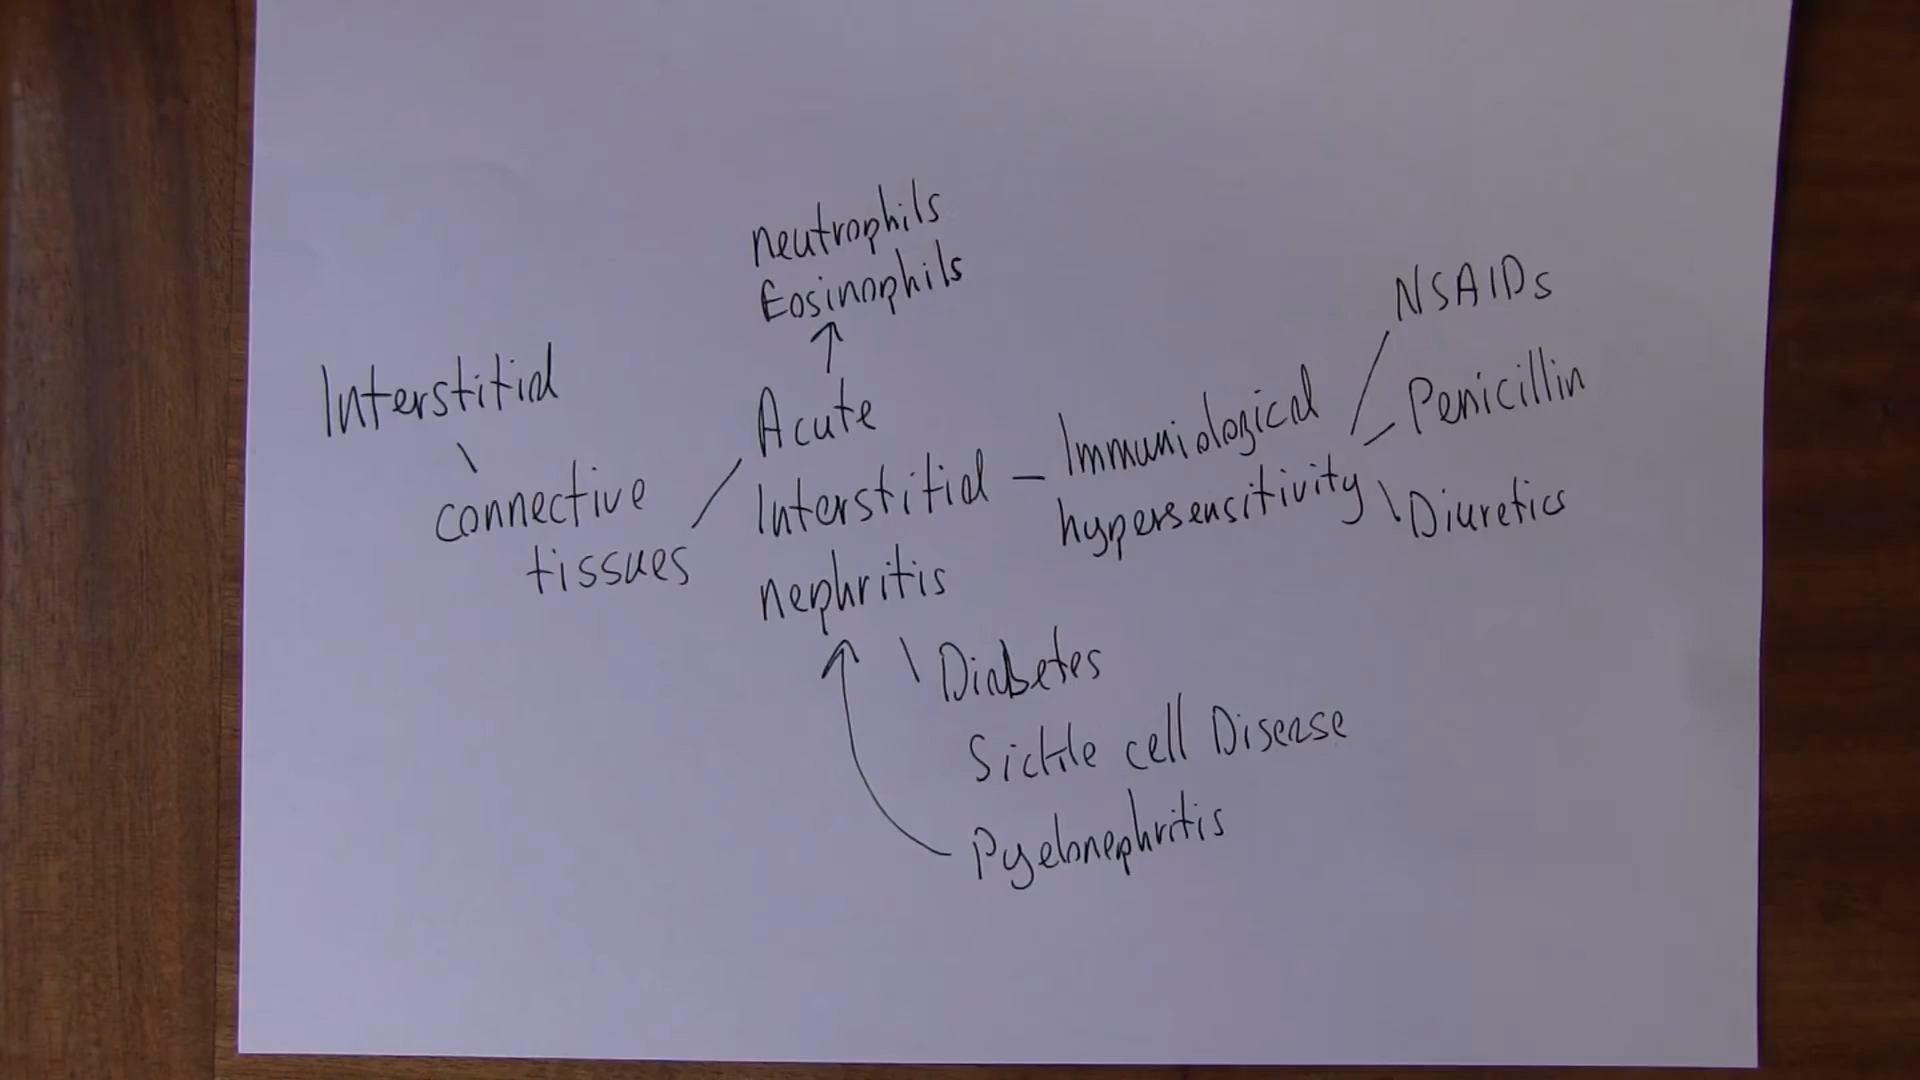 Interstitial
connective
tissues
neutrophils
Eosinophils
Acute
Interstitial
nephritis
Immuniological
hypersensitivity
NSAIDs
Penicillin
Diuretics
Diabetes
Sickle cell Disease
Pyelonephritis